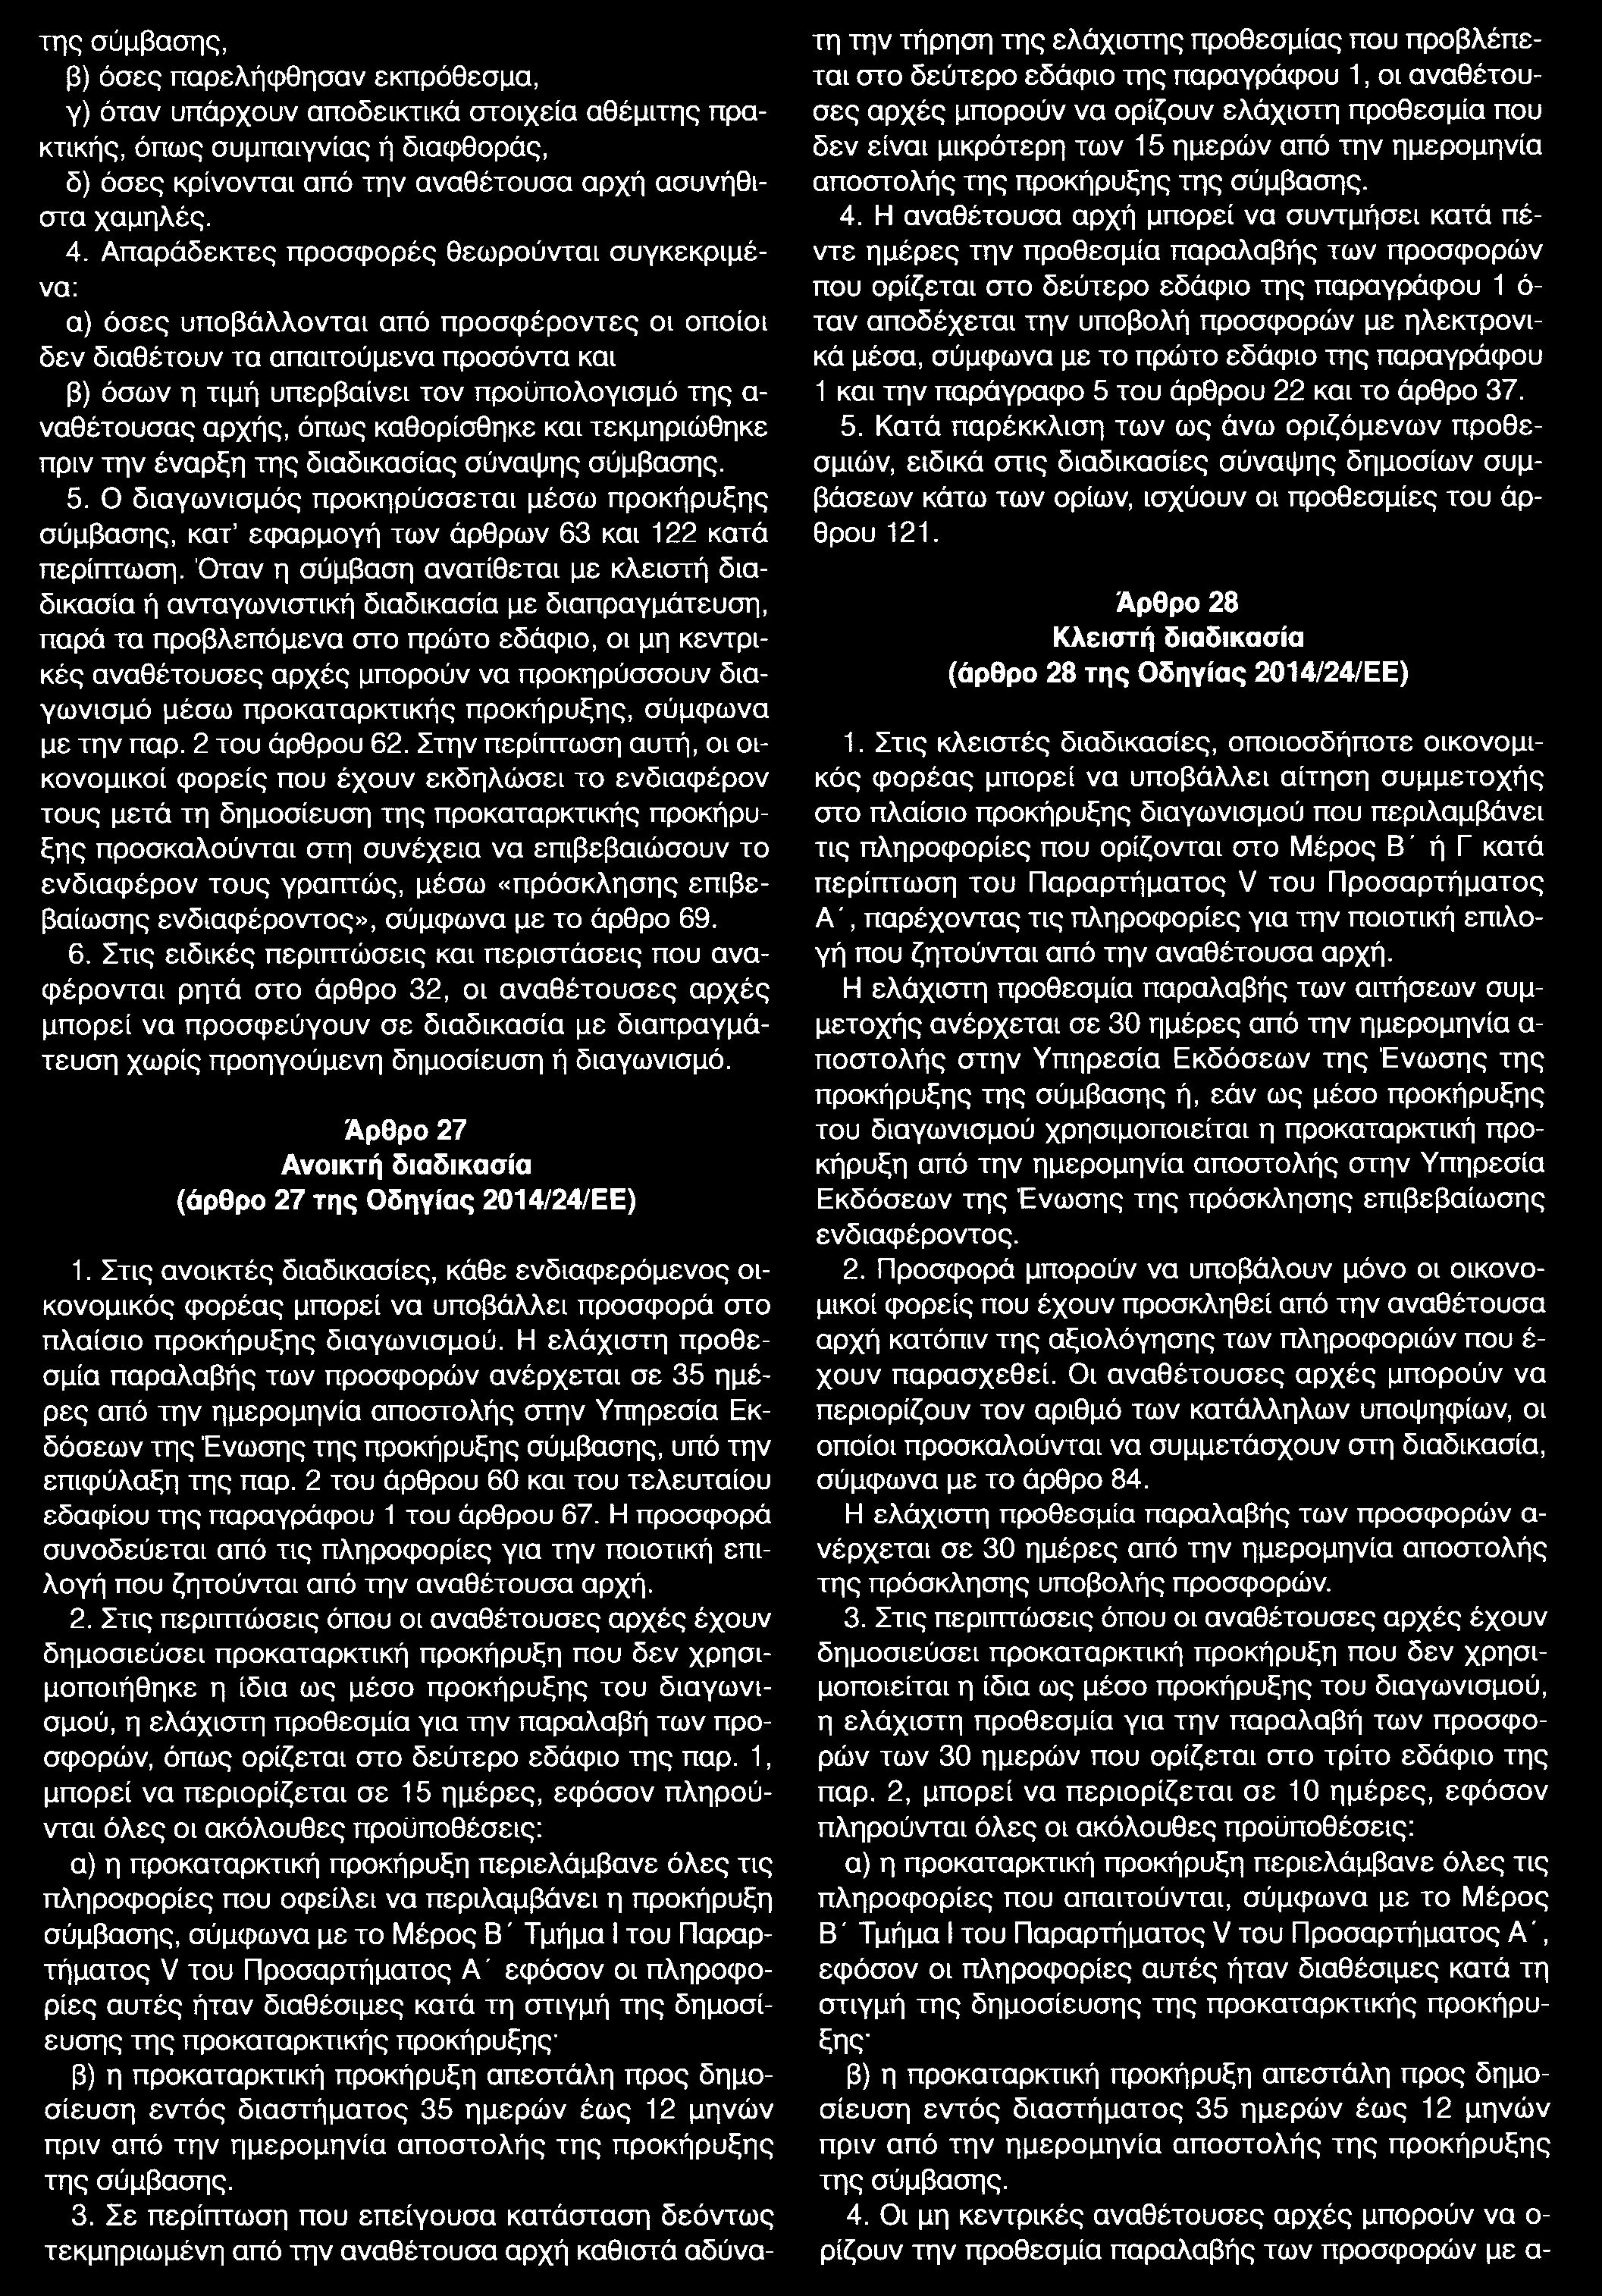 της σύμβασης,
β) όσες παρελήφθησαν εκπρόθεσμα,
γ) όταν υπάρχουν αποδεικτικά στοιχεία αθέμιτης πρα-
κτικής, όπως συμπαιγνίας ή διαφθοράς,
δ) όσες κρίνονται από την αναθέτουσα αρχή ασυνήθι-
στα χαμηλές.
4. Απαράδεκτες προσφορές θεωρούνται συγκεκριμέ-
να:
α) όσες υποβάλλονται από προσφέροντες οι οποίοι
δεν διαθέτουν τα απαιτούμενα προσόντα και
β) όσων η τιμή υπερβαίνει τον προϋπολογισμό της α-
ναθέτουσας αρχής, όπως καθορίσθηκε και τεκμηριώθηκε
πριν την έναρξη της διαδικασίας σύναψης σύμβασης.
5. Ο διαγωνισμός προκηρύσσεται μέσω προκήρυξης
σύμβασης, κατ’ εφαρμογή των άρθρων 63 και 122 κατά
περίπτωση. Όταν η σύμβαση ανατίθεται με κλειστή δια-
δικασία ή ανταγωνιστική διαδικασία με διαπραγμάτευση,
παρά τα προβλεπόμενα στο πρώτο εδάφιο, οι μη κεντρι-
κές αναθέτουσες αρχές μπορούν να προκηρύσσουν δια-
γωνισμό μέσω προκαταρκτικής προκήρυξης, σύμφωνα
με την παρ. 2 του άρθρου 62. Στην περίπτωση αυτή, οι οι-
κονομικοί φορείς που έχουν εκδηλώσει το ενδιαφέρον
τους μετά τη δημοσίευση της προκαταρκτικής προκήρυ-
ξης προσκαλούνται στη συνέχεια να επιβεβαιώσουν το
ενδιαφέρον τους γραπτώς, μέσω «πρόσκλησης επιβε-
βαίωσης ενδιαφέροντος», σύμφωνα με το άρθρο 69.
6. Στις ειδικές περιπτώσεις και περιστάσεις που ανα-
φέρονται ρητά στο άρθρο 32, οι αναθέτουσες αρχές
μπορεί να προσφεύγουν σε διαδικασία με διαπραγμά-
τευση χωρίς προηγούμενη δημοσίευση ή διαγωνισμό.
Άρθρο 27
Ανοικτή διαδικασία
(άρθρο 27 της Οδηγίας 2014/24/ΕΕ)
1. Στις ανοικτές διαδικασίες, κάθε ενδιαφερόμενος οι-
κονομικός φορέας μπορεί να υποβάλλει προσφορά στο
πλαίσιο προκήρυξης διαγωνισμού. Η ελάχιστη προθε-
σμία παραλαβής των προσφορών ανέρχεται σε 35 ημέ-
ρες από την ημερομηνία αποστολής στην Υπηρεσία Εκ-
δόσεων της Ένωσης της προκήρυξης σύμβασης, υπό την
επιφύλαξη της παρ. 2 του άρθρου 60 και του τελευταίου
εδαφίου της παραγράφου 1 του άρθρου 67. Η προσφορά
συνοδεύεται από τις πληροφορίες για την ποιοτική επι-
λογή που ζητούνται από την αναθέτουσα αρχή.
2. Στις περιπτώσεις όπου οι αναθέτουσες αρχές έχουν
δημοσιεύσει προκαταρκτική προκήρυξη που δεν χρησι-
μοποιήθηκε η ίδια ως μέσο προκήρυξης του διαγωνι-
σμού, η ελάχιστη προθεσμία για την παραλαβή των προ-
σφορών, όπως ορίζεται στο δεύτερο εδάφιο της παρ. 1,
μπορεί να περιορίζεται σε 15 ημέρες, εφόσον πληρού-
νται όλες οι ακόλουθες προϋποθέσεις:
α) η προκαταρκτική προκήρυξη περιελάμβανε όλες τις
πληροφορίες που οφείλει να περιλαμβάνει η προκήρυξη
σύμβασης, σύμφωνα με το Μέρος Β΄ Τμήμα Ι του Παραρ-
τήματος V του Προσαρτήματος Α΄ εφόσον οι πληροφο-
ρίες αυτές ήταν διαθέσιμες κατά τη στιγμή της δημοσί-
ευσης της προκαταρκτικής προκήρυξης·
β) η προκαταρκτική προκήρυξη απεστάλη προς δημο-
σίευση εντός διαστήματος 35 ημερών έως 12 μηνών
πριν από την ημερομηνία αποστολής της προκήρυξης
της σύμβασης.
3. Σε περίπτωση που επείγουσα κατάσταση δεόντως
τεκμηριωμένη από την αναθέτουσα αρχή καθιστά αδύνα-
τη την τήρηση της ελάχιστης προθεσμίας που προβλέπε-
ται στο δεύτερο εδάφιο της παραγράφου 1, οι αναθέτου-
σες αρχές μπορούν να ορίζουν ελάχιστη προθεσμία που
δεν είναι μικρότερη των 15 ημερών από την ημερομηνία
αποστολής της προκήρυξης της σύμβασης.
4. Η αναθέτουσα αρχή μπορεί να συντμήσει κατά πέ-
ντε ημέρες την προθεσμία παραλαβής των προσφορών
που ορίζεται στο δεύτερο εδάφιο της παραγράφου 1 ό-
ταν αποδέχεται την υποβολή προσφορών με ηλεκτρονι-
κά μέσα, σύμφωνα με το πρώτο εδάφιο της παραγράφου
1 και την παράγραφο 5 του άρθρου 22 και το άρθρο 37.
5. Κατά παρέκκλιση των ως άνω οριζόμενων προθε-
σμιών, ειδικά στις διαδικασίες σύναψης δημοσίων συμ-
βάσεων κάτω των ορίων, ισχύουν οι προθεσμίες του άρ-
θρου 121.
Άρθρο 28
Κλειστή διαδικασία
(άρθρο 28 της Οδηγίας 2014/24/ΕΕ)
1. Στις κλειστές διαδικασίες, οποιοσδήποτε οικονομι-
κός φορέας μπορεί να υποβάλλει αίτηση συμμετοχής
στο πλαίσιο προκήρυξης διαγωνισμού που περιλαμβάνει
τις πληροφορίες που ορίζονται στο Μέρος Β΄ ή Γ κατά
περίπτωση του Παραρτήματος V του Προσαρτήματος
Α΄, παρέχοντας τις πληροφορίες για την ποιοτική επιλο-
γή που ζητούνται από την αναθέτουσα αρχή.
Η ελάχιστη προθεσμία παραλαβής των αιτήσεων συμ-
μετοχής ανέρχεται σε 30 ημέρες από την ημερομηνία α-
ποστολής στην Υπηρεσία Εκδόσεων της Ένωσης της
προκήρυξης της σύμβασης ή, εάν ως μέσο προκήρυξης
του διαγωνισμού χρησιμοποιείται η προκαταρκτική προ-
κήρυξη από την ημερομηνία αποστολής στην Υπηρεσία
Εκδόσεων της Ένωσης της πρόσκλησης επιβεβαίωσης
ενδιαφέροντος.
2. Προσφορά μπορούν να υποβάλουν μόνο οι οικονο-
μικοί φορείς που έχουν προσκληθεί από την αναθέτουσα
αρχή κατόπιν της αξιολόγησης των πληροφοριών που έ-
χουν παρασχεθεί. Οι αναθέτουσες αρχές μπορούν να
περιορίζουν τον αριθμό των κατάλληλων υποψηφίων, οι
οποίοι προσκαλούνται να συμμετάσχουν στη διαδικασία,
σύμφωνα με το άρθρο 84.
Η ελάχιστη προθεσμία παραλαβής των προσφορών α-
νέρχεται σε 30 ημέρες από την ημερομηνία αποστολής
της πρόσκλησης υποβολής προσφορών.
3. Στις περιπτώσεις όπου οι αναθέτουσες αρχές έχουν
δημοσιεύσει προκαταρκτική προκήρυξη που δεν χρησι-
μοποιείται η ίδια ως μέσο προκήρυξης του διαγωνισμού,
η ελάχιστη προθεσμία για την παραλαβή των προσφο-
ρών των 30 ημερών που ορίζεται στο τρίτο εδάφιο της
παρ. 2, μπορεί να περιορίζεται σε 10 ημέρες, εφόσον
πληρούνται όλες οι ακόλουθες προϋποθέσεις:
α) η προκαταρκτική προκήρυξη περιελάμβανε όλες τις
πληροφορίες που απαιτούνται, σύμφωνα με το Μέρος
Β΄ Τμήμα Ι του Παραρτήματος V του Προσαρτήματος Α΄,
εφόσον οι πληροφορίες αυτές ήταν διαθέσιμες κατά τη
στιγμή της δημοσίευσης της προκαταρκτικής προκήρυ-
ξης·
β) η προκαταρκτική προκήρυξη απεστάλη προς δημο-
σίευση εντός διαστήματος 35 ημερών έως 12 μηνών
πριν από την ημερομηνία αποστολής της προκήρυξης
της σύμβασης.
4. Οι μη κεντρικές αναθέτουσες αρχές μπορούν να ο-
ρίζουν την προθεσμία παραλαβής των προσφορών με α-